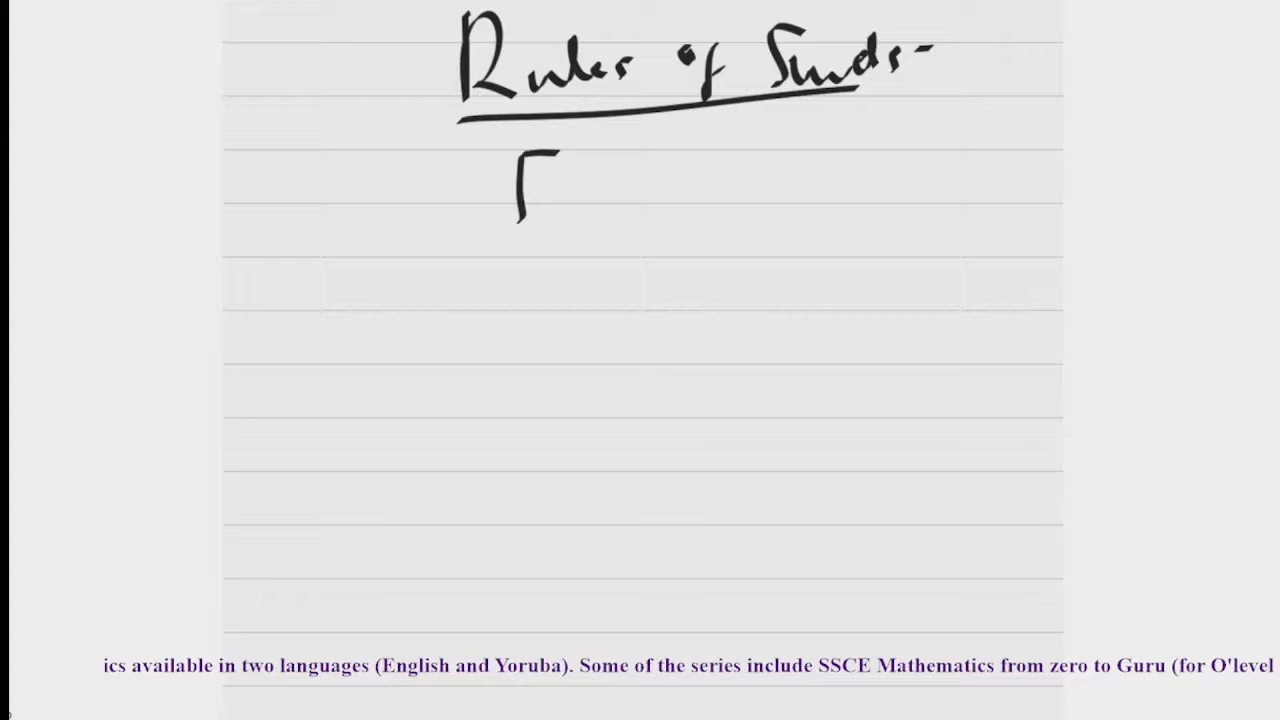 Rules of Surds-
ics available in two languages (English and Yoruba). Some of the series include SSCE Mathematics from zero to Guru (for O'level